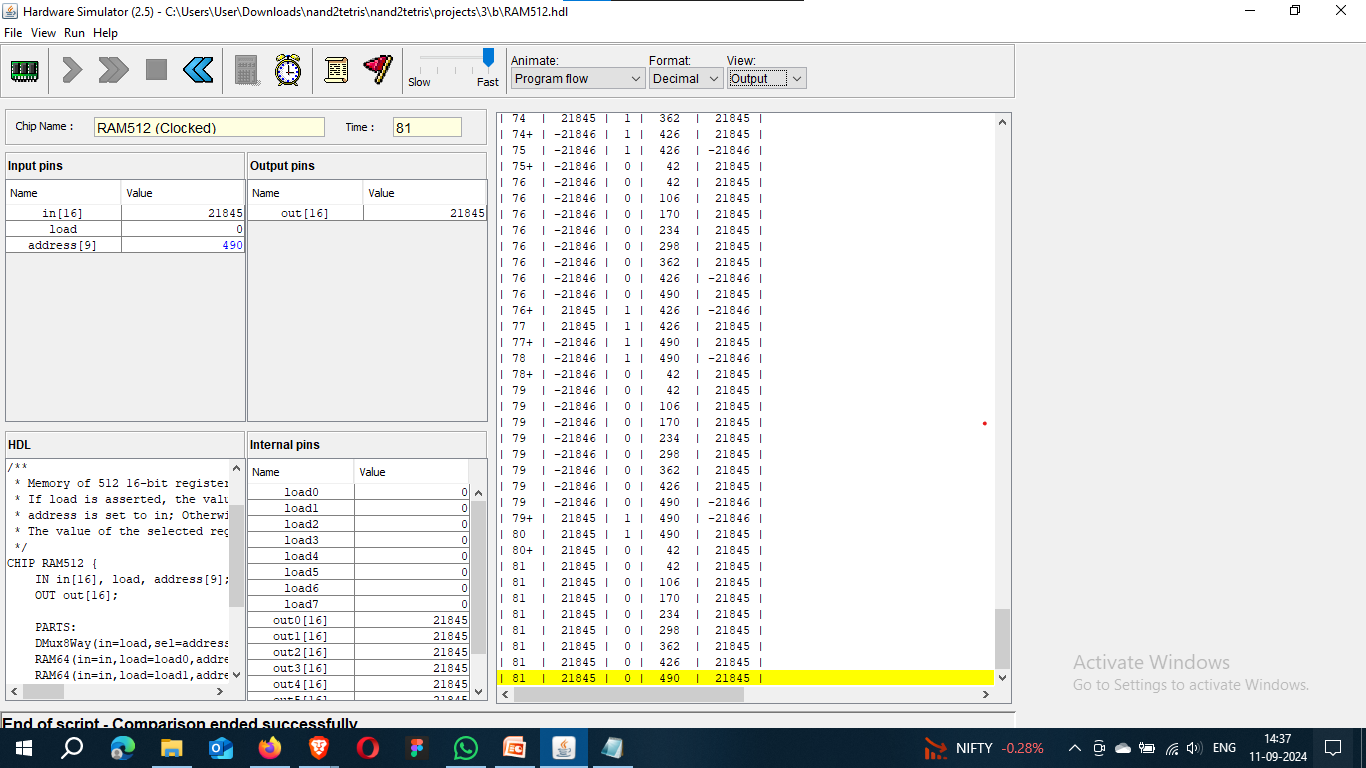 Hardware Simulator (2.5) - C:\Users\User\Downloads\nand2tetris\nand2tetris\projects\3\b\RAM512.hdl
File View Run Help
Slow Fast
Animate: Format: View:
Program flow Decimal Output
Chip Name : RAM512 (Clocked) Time : 81
Input pins
Name Value
in[16] 21845
load 0
address[9] 490
Output pins
Name Value
out[16] 21845
HDL
/**
* Memory of 512 16-bit register
* If load is asserted, the valu
* address is set to in; Otherwi
* The value of the selected reg
*/
CHIP RAM512 {
IN in[16], load, address[9];
OUT out[16];
PARTS:
DMux8Way(in=load,sel=address
RAM64(in=in,load=load0,addre
RAM64(in=in,load=load1,addre
Internal pins
Name Value
load0 0
load1 0
load2 0
load3 0
load4 0
load5 0
load6 0
load7 0
out0[16] 21845
out1[16] 21845
out2[16] 21845
out3[16] 21845
out4[16] 21845
out5[16] 21845
| 74 | 21845 | 1 | 362 | 21845 |
| 74+ | -21846 | 1 | 426 | 21845 |
| 75 | -21846 | 1 | 426 | -21846 |
| 75+ | -21846 | 0 | 42 | 21845 |
| 76 | -21846 | 0 | 42 | 21845 |
| 76 | -21846 | 0 | 106 | 21845 |
| 76 | -21846 | 0 | 170 | 21845 |
| 76 | -21846 | 0 | 234 | 21845 |
| 76 | -21846 | 0 | 298 | 21845 |
| 76 | -21846 | 0 | 362 | 21845 |
| 76 | -21846 | 0 | 426 | -21846 |
| 76 | -21846 | 0 | 490 | 21845 |
| 76+ | 21845 | 1 | 426 | -21846 |
| 77 | 21845 | 1 | 426 | 21845 |
| 77+ | -21846 | 1 | 490 | 21845 |
| 78 | -21846 | 1 | 490 | -21846 |
| 78+ | -21846 | 0 | 42 | 21845 |
| 79 | -21846 | 0 | 42 | 21845 |
| 79 | -21846 | 0 | 106 | 21845 |
| 79 | -21846 | 0 | 170 | 21845 |
| 79 | -21846 | 0 | 234 | 21845 |
| 79 | -21846 | 0 | 298 | 21845 |
| 79 | -21846 | 0 | 362 | 21845 |
| 79 | -21846 | 0 | 426 | 21845 |
| 79 | -21846 | 0 | 490 | -21846 |
| 79+ | 21845 | 1 | 490 | -21846 |
| 80 | 21845 | 1 | 490 | 21845 |
| 80+ | 21845 | 0 | 42 | 21845 |
| 81 | 21845 | 0 | 42 | 21845 |
| 81 | 21845 | 0 | 106 | 21845 |
| 81 | 21845 | 0 | 170 | 21845 |
| 81 | 21845 | 0 | 234 | 21845 |
| 81 | 21845 | 0 | 298 | 21845 |
| 81 | 21845 | 0 | 362 | 21845 |
| 81 | 21845 | 0 | 426 | 21845 |
| 81 | 21845 | 0 | 490 | 21845 |
Activate Windows
Go to Settings to activate Windows.
End of script - Comparison ended successfully
NIFTY -0.28% ENG 14:37
11-09-2024